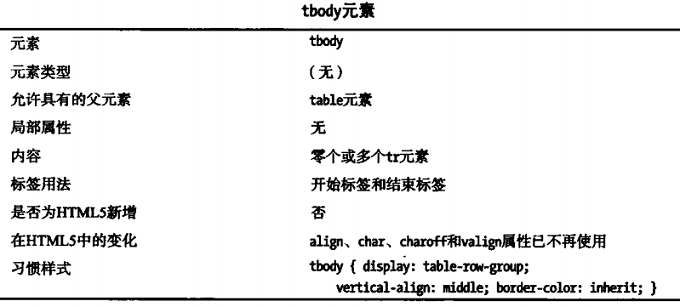 tbody元素
元素 tbody
元素类型 (无)
允许具有的父元素 table元素
局部属性 无
内容 零个或多个tr元素
标签用法 开始标签和结束标签
是否为HTML5新增 否
在HTML5中的变化 align、char、charoff和valign属性已不再使用
习惯样式 tbody { display: table-row-group;
vertical-align: middle; border-color: inherit; }